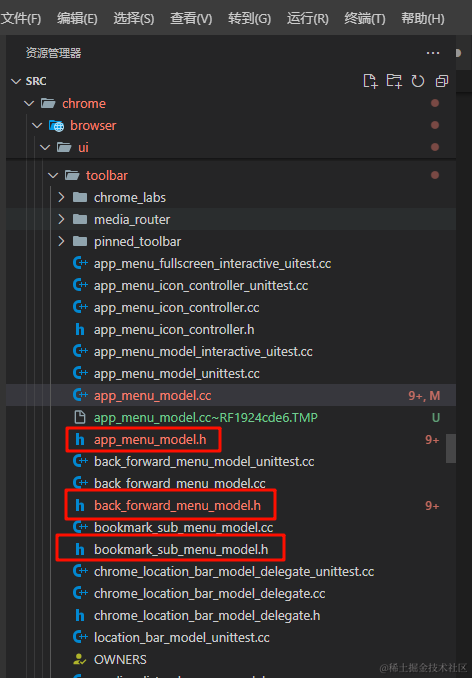 文件(F) 编辑(E) 选择(S) 查看(V) 转到(G) 运行(R) 终端(T) 帮助(H)
资源管理器 ...
SRC
chrome
browser
ui
toolbar
chrome_labs
media_router
pinned_toolbar
app_menu_fullscreen_interactive_uitest.cc
app_menu_icon_controller_unittest.cc
app_menu_icon_controller.cc
app_menu_icon_controller.h
app_menu_model_interactive_uitest.cc
app_menu_model_unittest.cc
app_menu_model.cc 9+, M
app_menu_model.cc~RF1924cde6.TMP U
app_menu_model.h 9+
back_forward_menu_model_unittest.cc
back_forward_menu_model.cc
back_forward_menu_model.h 9+
bookmark_sub_menu_model.cc
bookmark_sub_menu_model.h
chrome_location_bar_model_delegate_unittest.cc
chrome_location_bar_model_delegate.cc
chrome_location_bar_model_delegate.h
location_bar_model_unittest.cc
OWNERS
@稀土掘金技术社区